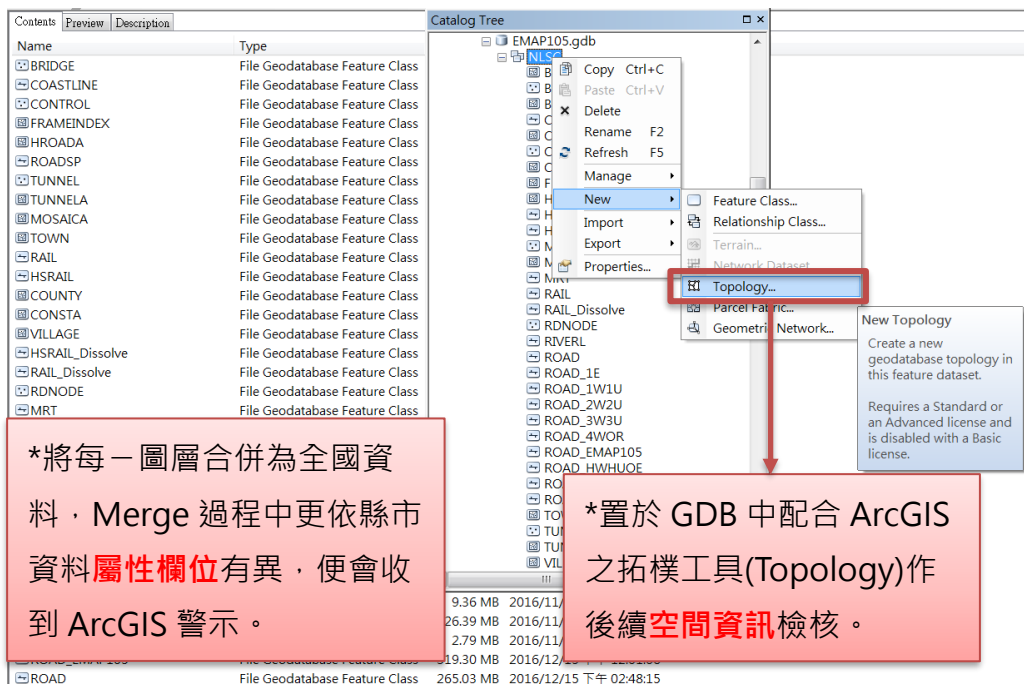 Contents Preview Description
Name Type
BRIDGE File Geodatabase Feature Class
COASTLINE File Geodatabase Feature Class
CONTROL File Geodatabase Feature Class
FRAMEINDEX File Geodatabase Feature Class
HROADA File Geodatabase Feature Class
ROADSP File Geodatabase Feature Class
TUNNEL File Geodatabase Feature Class
TUNNELA File Geodatabase Feature Class
MOSAICA File Geodatabase Feature Class
TOWN File Geodatabase Feature Class
RAIL File Geodatabase Feature Class
HSRAIL File Geodatabase Feature Class
COUNTY File Geodatabase Feature Class
CONSTA File Geodatabase Feature Class
VILLAGE File Geodatabase Feature Class
HSRAIL_Dissolve File Geodatabase Feature Class
RAIL_Dissolve File Geodatabase Feature Class
RDNODE File Geodatabase Feature Class
MRT File Geodatabase Feature Class
Catalog Tree
EMAP105.gdb
NLSC
MRT
RAIL
RAIL_Dissolve
RDNODE
RIVERL
ROAD
ROAD_1E
ROAD_1W1U
ROAD_2W2U
ROAD_3W3U
ROAD_4WOR
ROAD_EMAP105
ROAD_HWHUOE
Copy Ctrl+C
Paste Ctrl+V
Delete
Rename F2
Refresh F5
Manage
New
Import
Export
Properties...
Feature Class...
Relationship Class...
Terrain...
Network Dataset...
Topology...
Parcel Fabric...
Geometric Network...
New Topology
Create a new
geodatabase topology in
this feature dataset.
Requires a Standard or
an Advanced license and
is disabled with a Basic
license.
*將每一圖層合併為全國資
料，Merge 過程中更依縣市
資料屬性欄位有異，便會收
到 ArcGIS 警示。
*置於 GDB 中配合 ArcGIS
之拓樸工具(Topology)作
後續空間資訊檢核。
9.36 MB 2016/11/
26.39 MB 2016/11/
2.79 MB 2016/11/
ROAD File Geodatabase Feature Class 265.03 MB 2016/12/15 下午 02:48:15